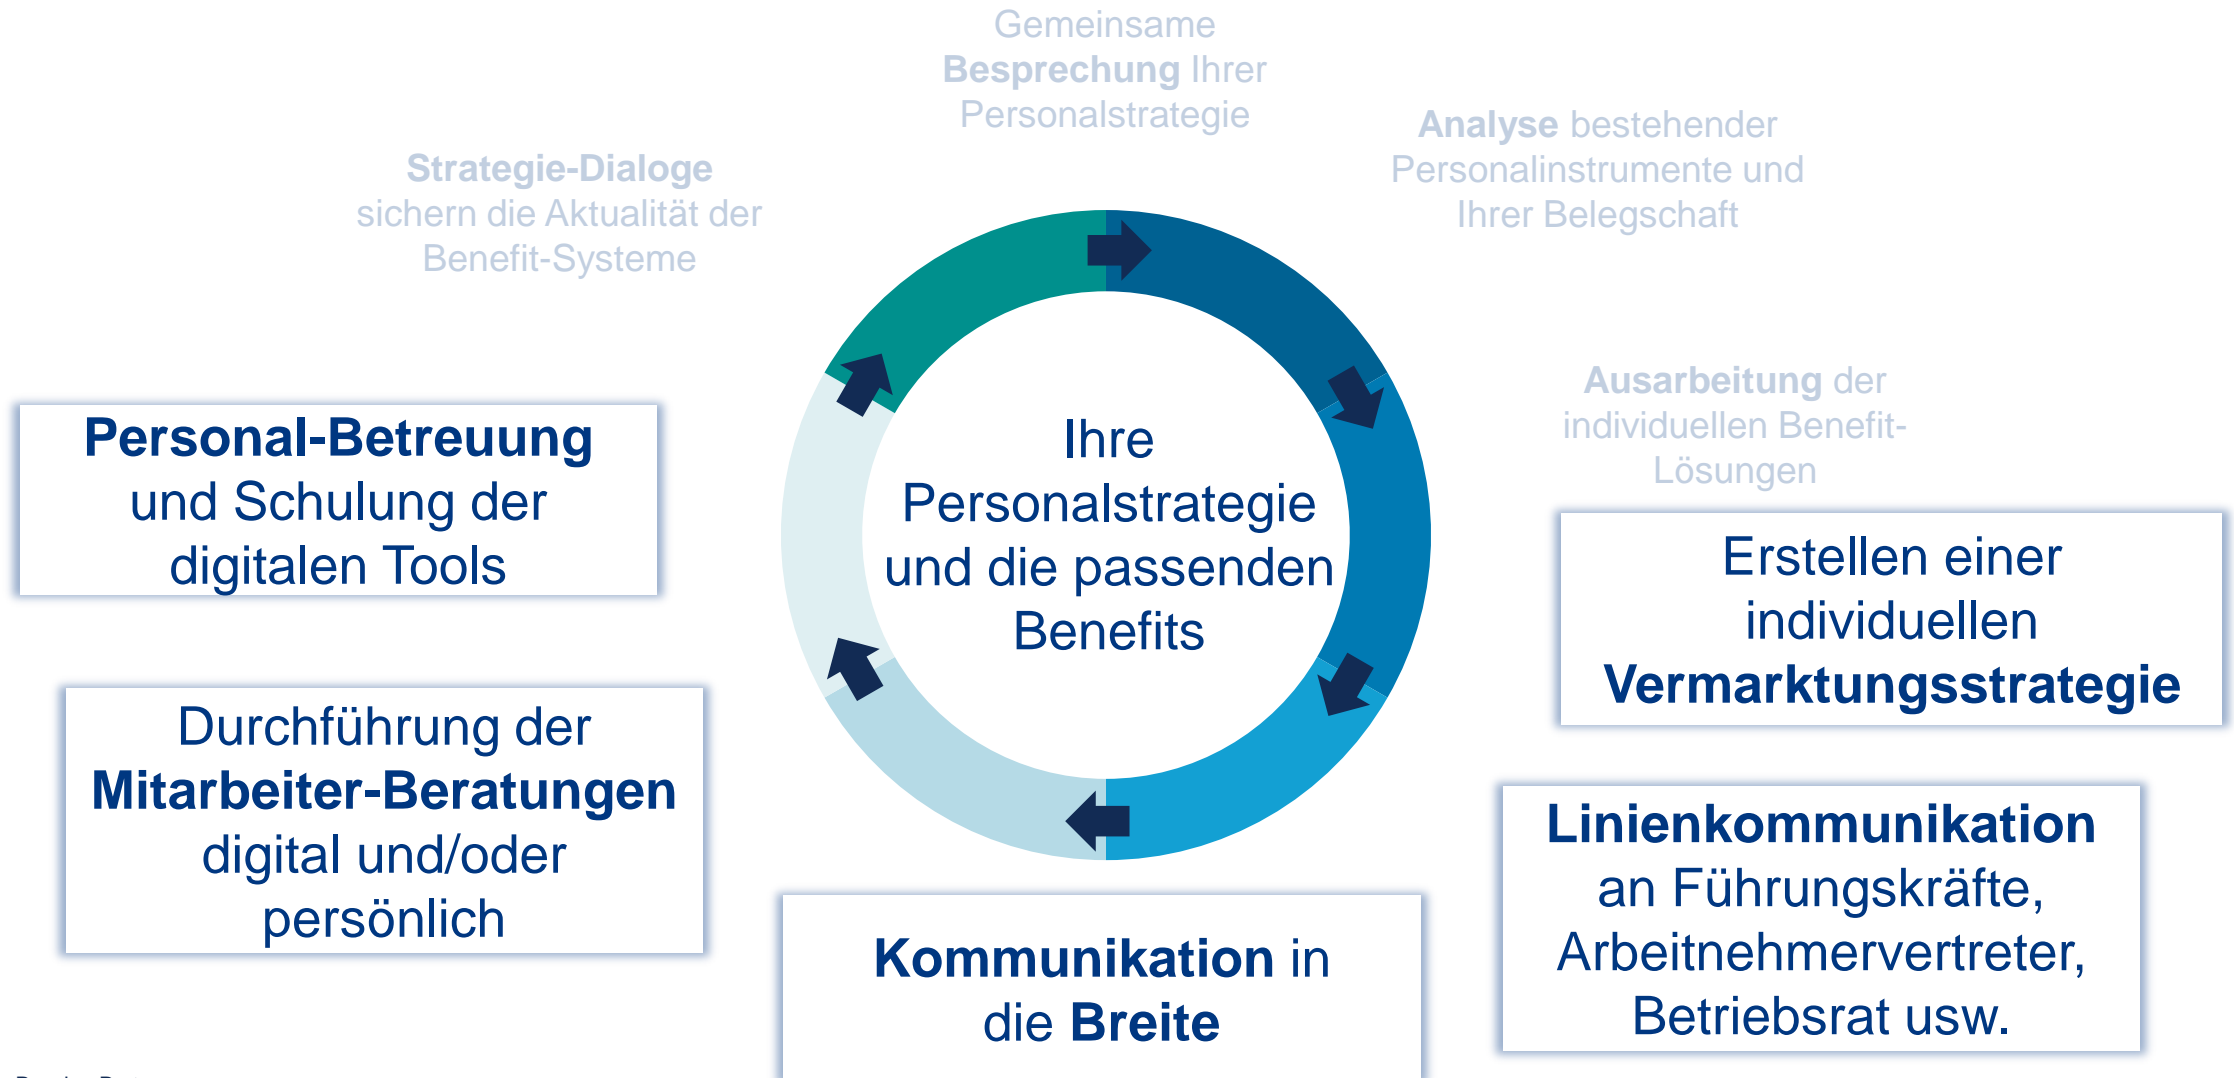 Gemeinsame
Besprechung Ihrer
Personalstrategie
Analyse bestehender
Personalinstrumente und
Ihrer Belegschaft
Ausarbeitung der
individuellen Benefit-
Lösungen
Erstellen einer
individuellen
Vermarktungsstrategie
Linienkommunikation
an Führungskräfte,
Arbeitnehmervertreter,
Betriebsrat usw.
Kommunikation in
die Breite
Durchführung der
Mitarbeiter-Beratungen
digital und/oder
persönlich
Personal-Betreuung
und Schulung der
digitalen Tools
Strategie-Dialoge
sichern die Aktualität der
Benefit-Systeme
Ihre
Personalstrategie
und die passenden
Benefits